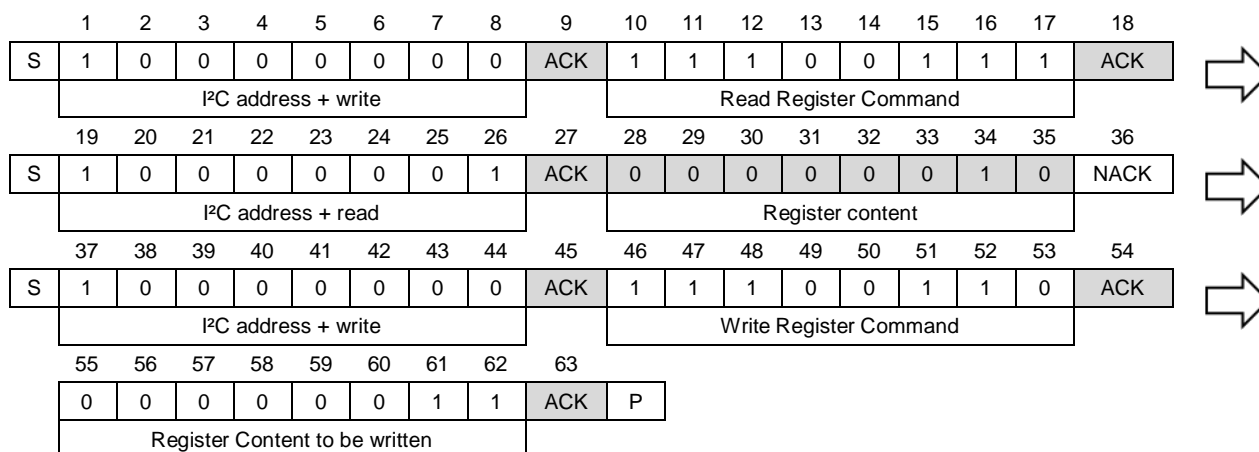 1 2 3 4 5 6 7 8 9 10 11 12 13 14 15 16 17 18
S 1 0 0 0 0 0 0 0 ACK 1 1 1 0 0 1 1 1 ACK
I²C address + write Read Register Command
19 20 21 22 23 24 25 26 27 28 29 30 31 32 33 34 35 36
S 1 0 0 0 0 0 0 1 ACK 0 0 0 0 0 0 1 0 NACK
I²C address + read Register content
37 38 39 40 41 42 43 44 45 46 47 48 49 50 51 52 53 54
S 1 0 0 0 0 0 0 0 ACK 1 1 1 0 0 1 1 0 ACK
I²C address + write Write Register Command
55 56 57 58 59 60 61 62 63
0 0 0 0 0 0 1 1 ACK P
Register Content to be written